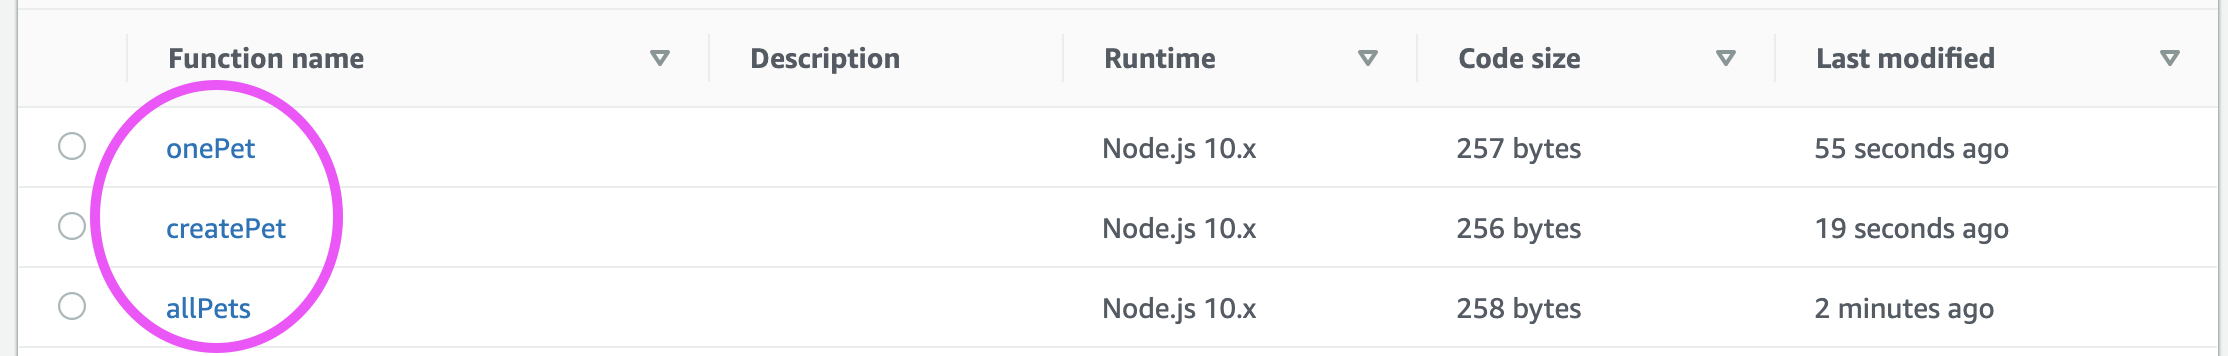 Function name Description Runtime Code size Last modified
onePet Node.js 10.x 257 bytes 55 seconds ago
createPet Node.js 10.x 256 bytes 19 seconds ago
allPets Node.js 10.x 258 bytes 2 minutes ago